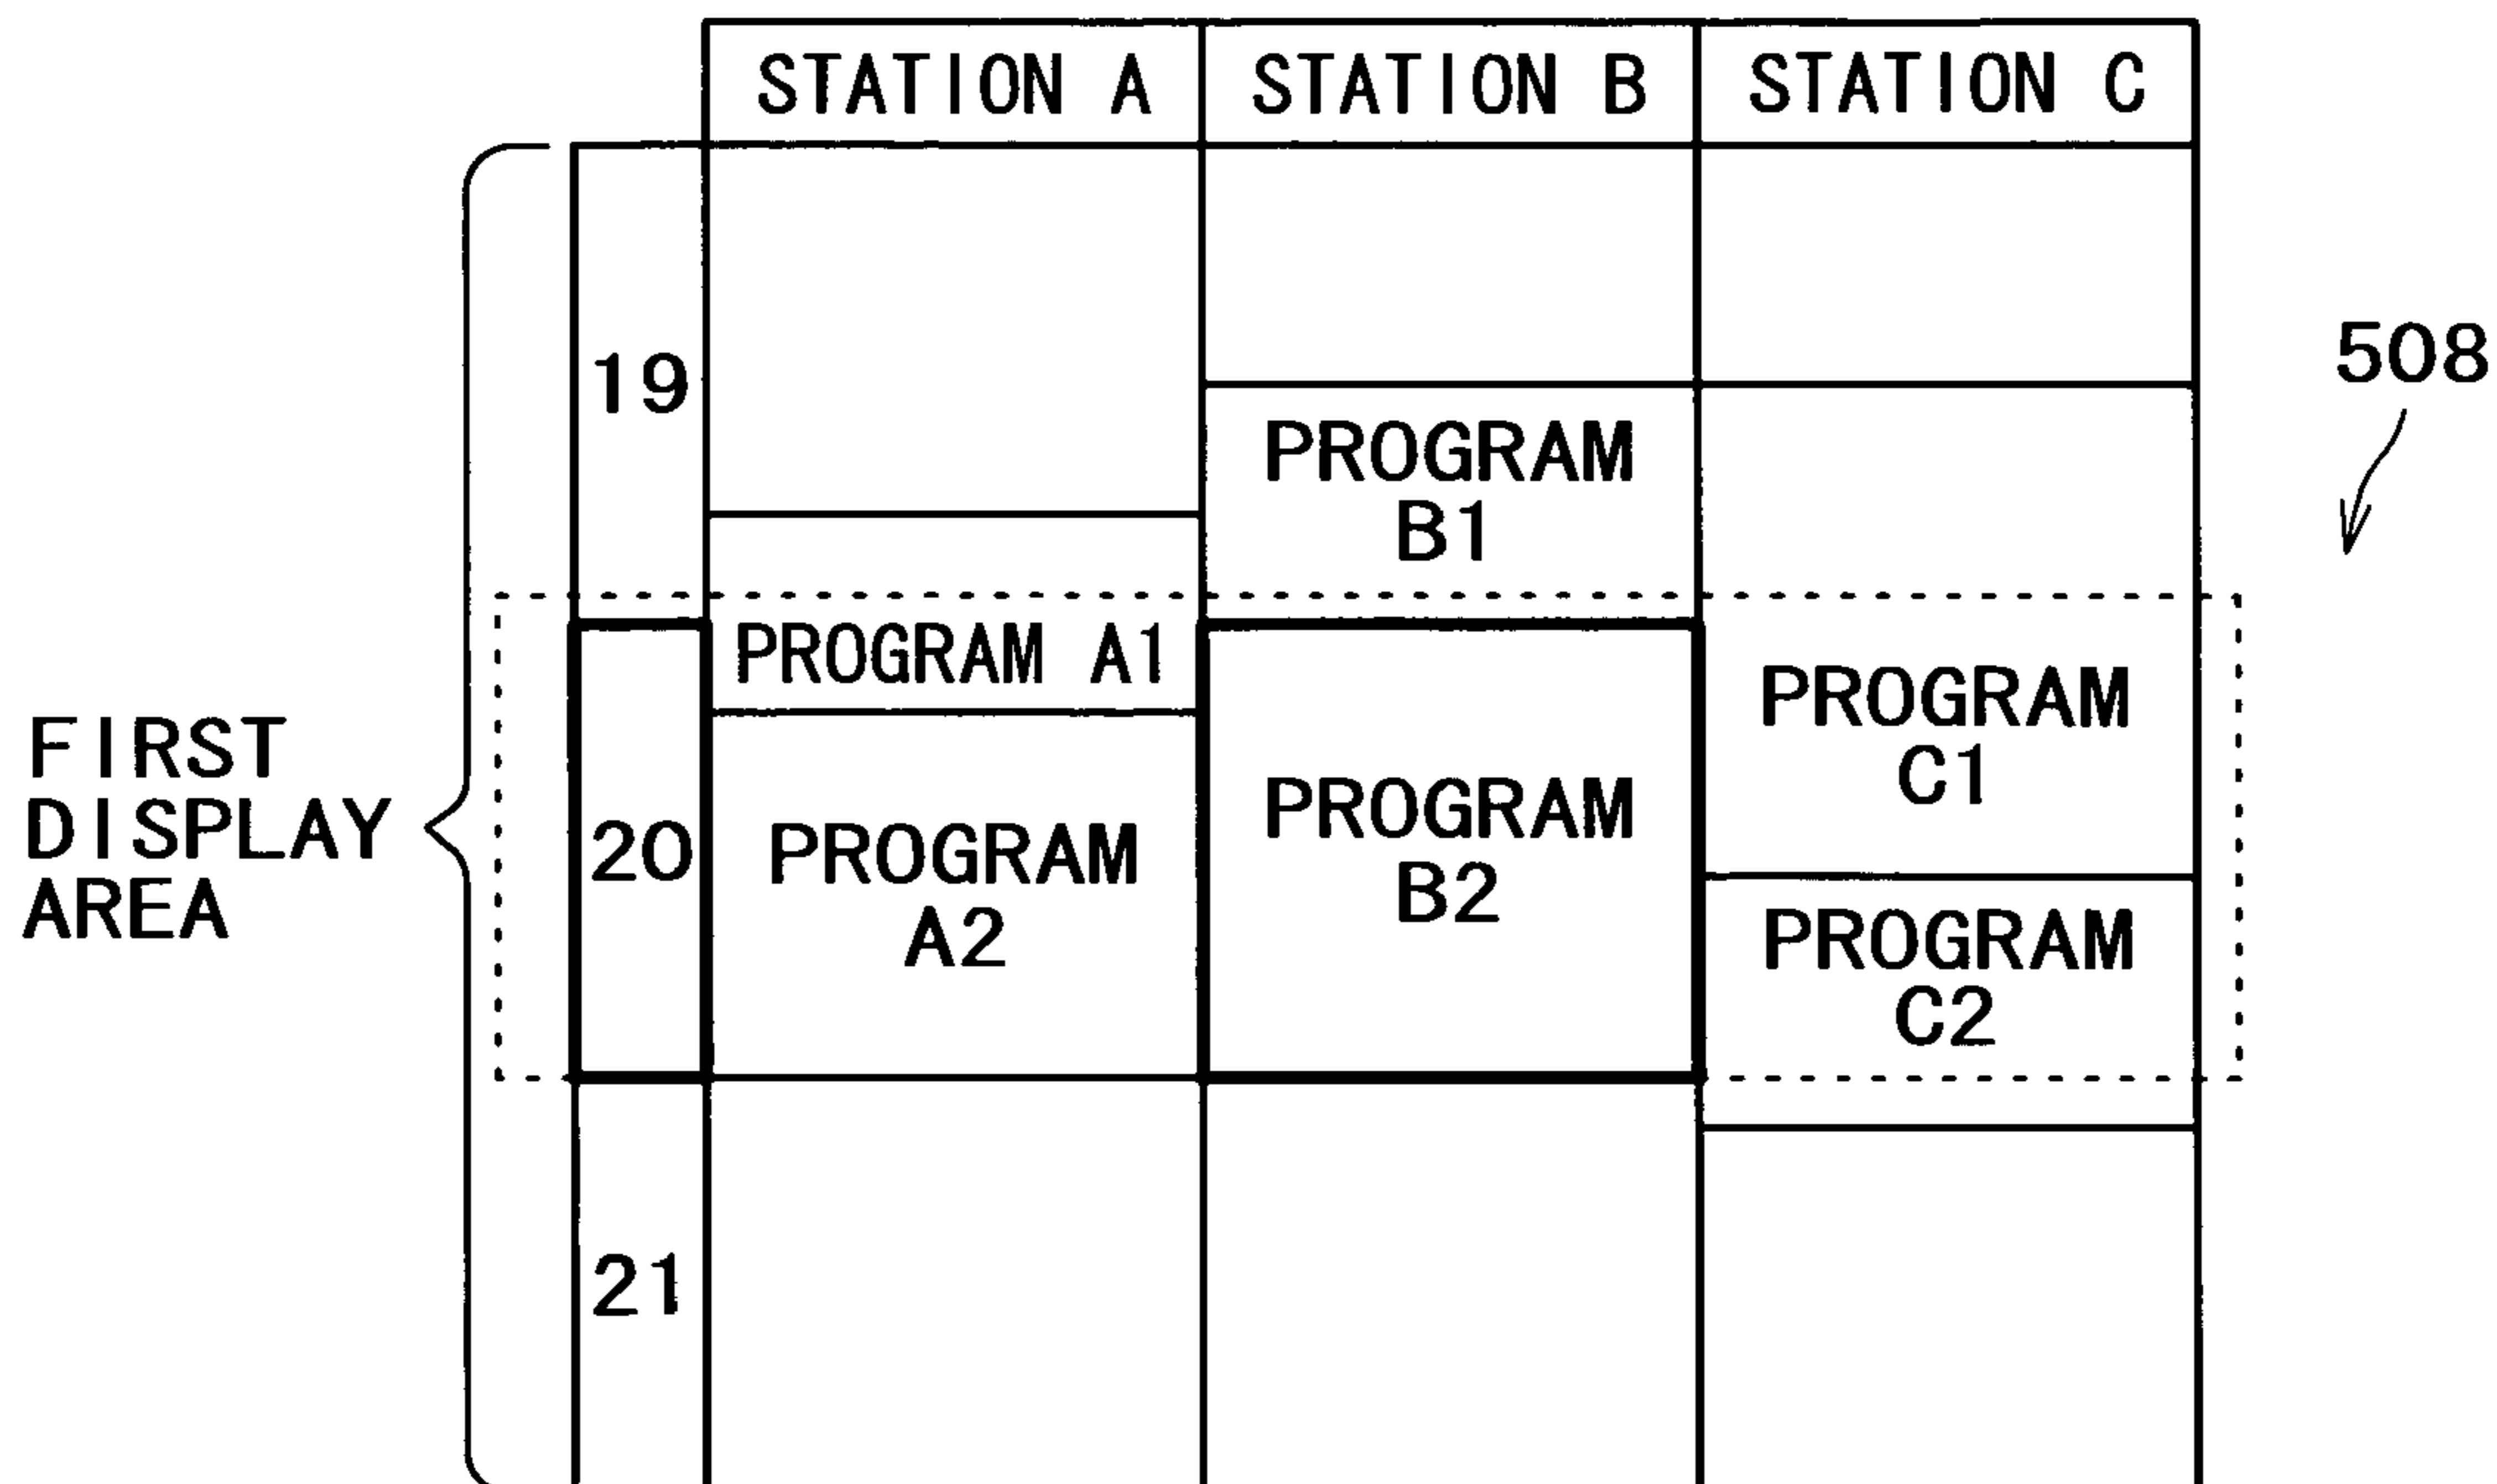 STATION A STATION B STATION C
19
508
PROGRAM
B1
PROGRAM A1
FIRST
DISPLAY
AREA
20
PROGRAM
A2
PROGRAM
B2
PROGRAM
C1
PROGRAM
C2
21